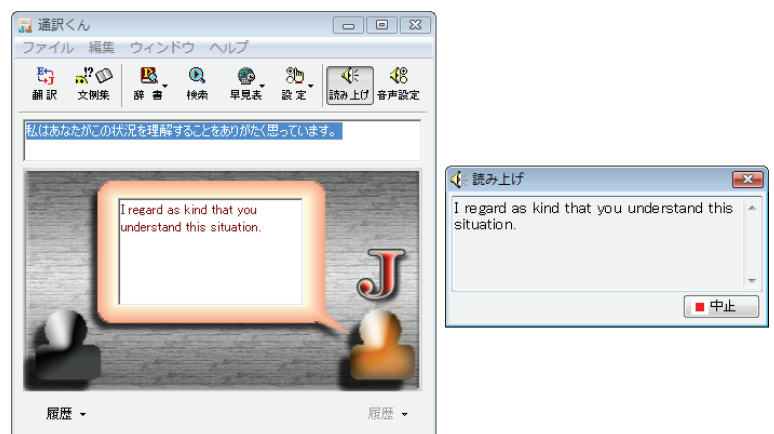 通訳くん
ファイル 編集 ウィンドウ ヘルプ
翻訳 文例集 辞書 検索 早見表 設定 読み上げ 音声設定
私はあなたがこの状況を理解することをありがたく思っています。
I regard as kind that you
understand this situation.
J
履歴 履歴
読み上げ
I regard as kind that you understand this
situation.
中止